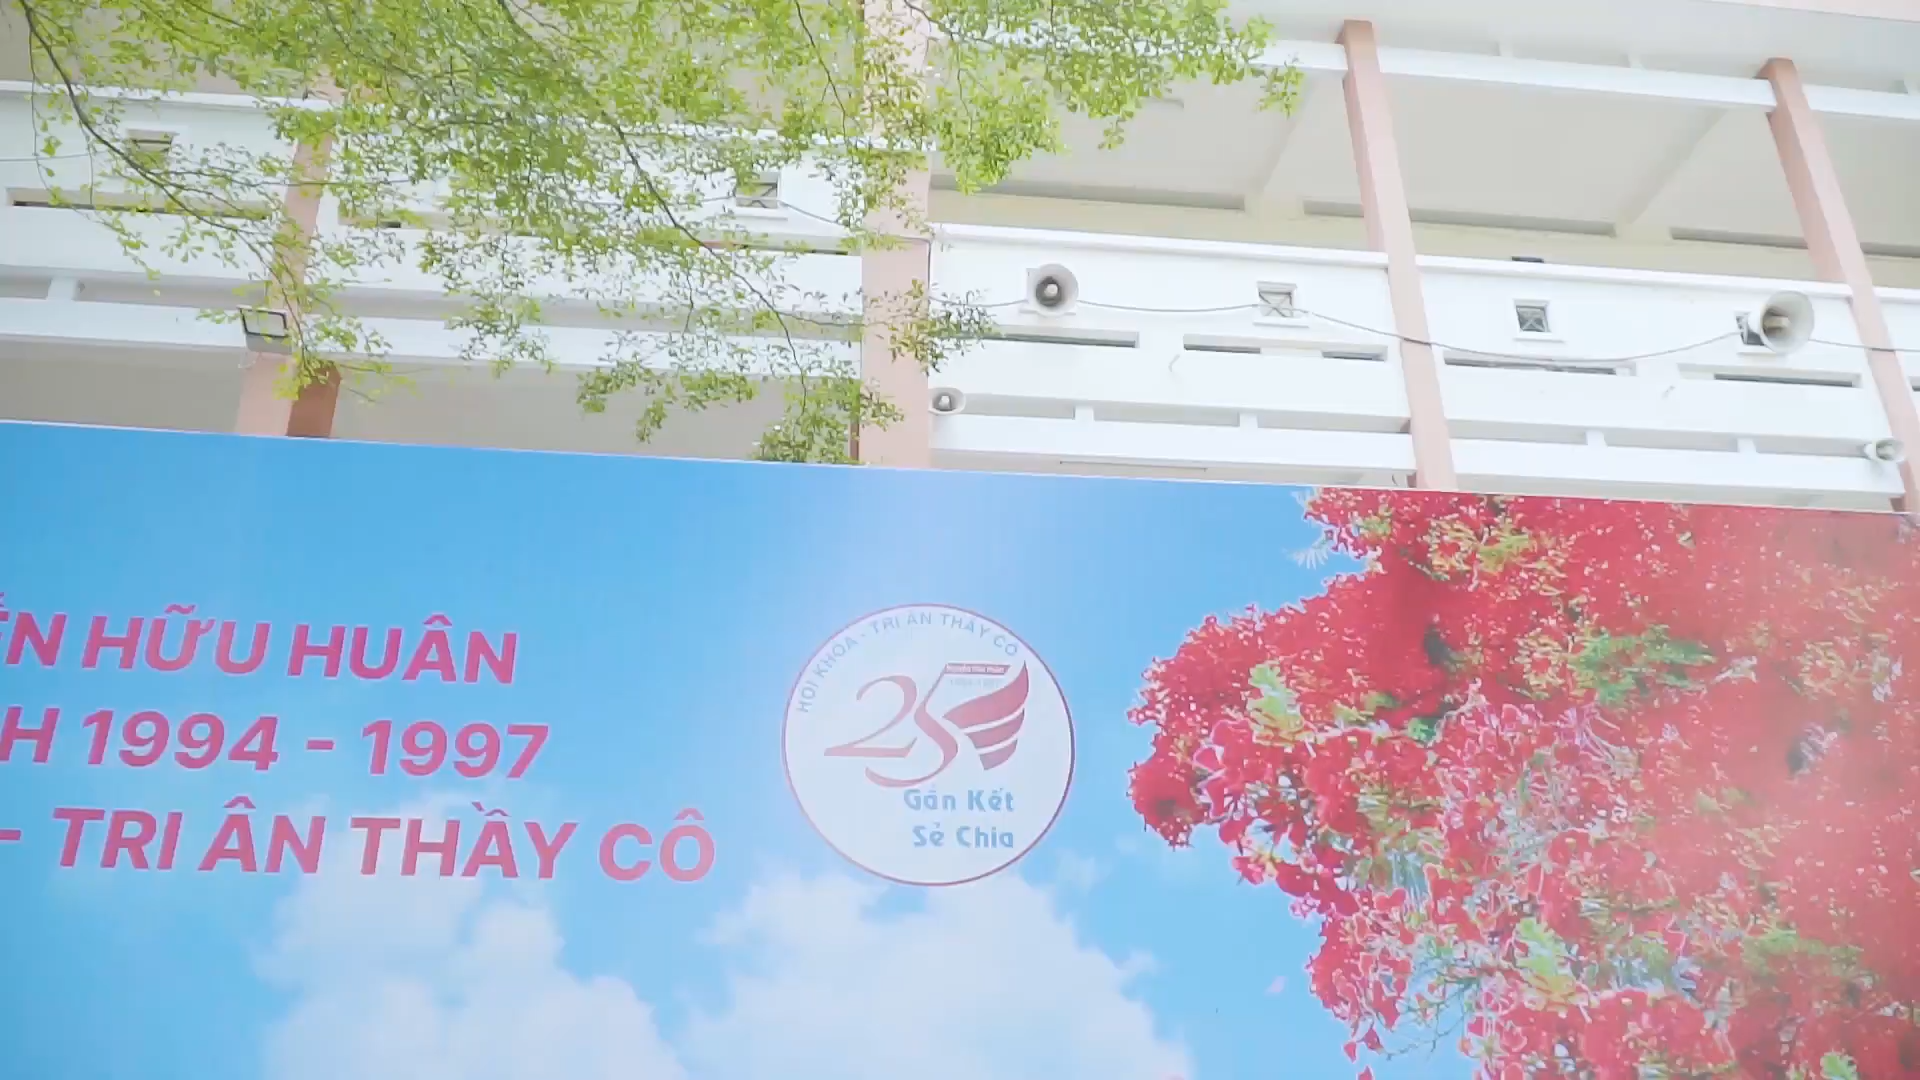 ỄN HỮU HUÂN
H 1994 - 1997
- TRI ÂN THẦY CÔ
HỘI KHÓA - TRI ÂN THẦY CÔ
25
Gắn Kết
Sẻ Chia